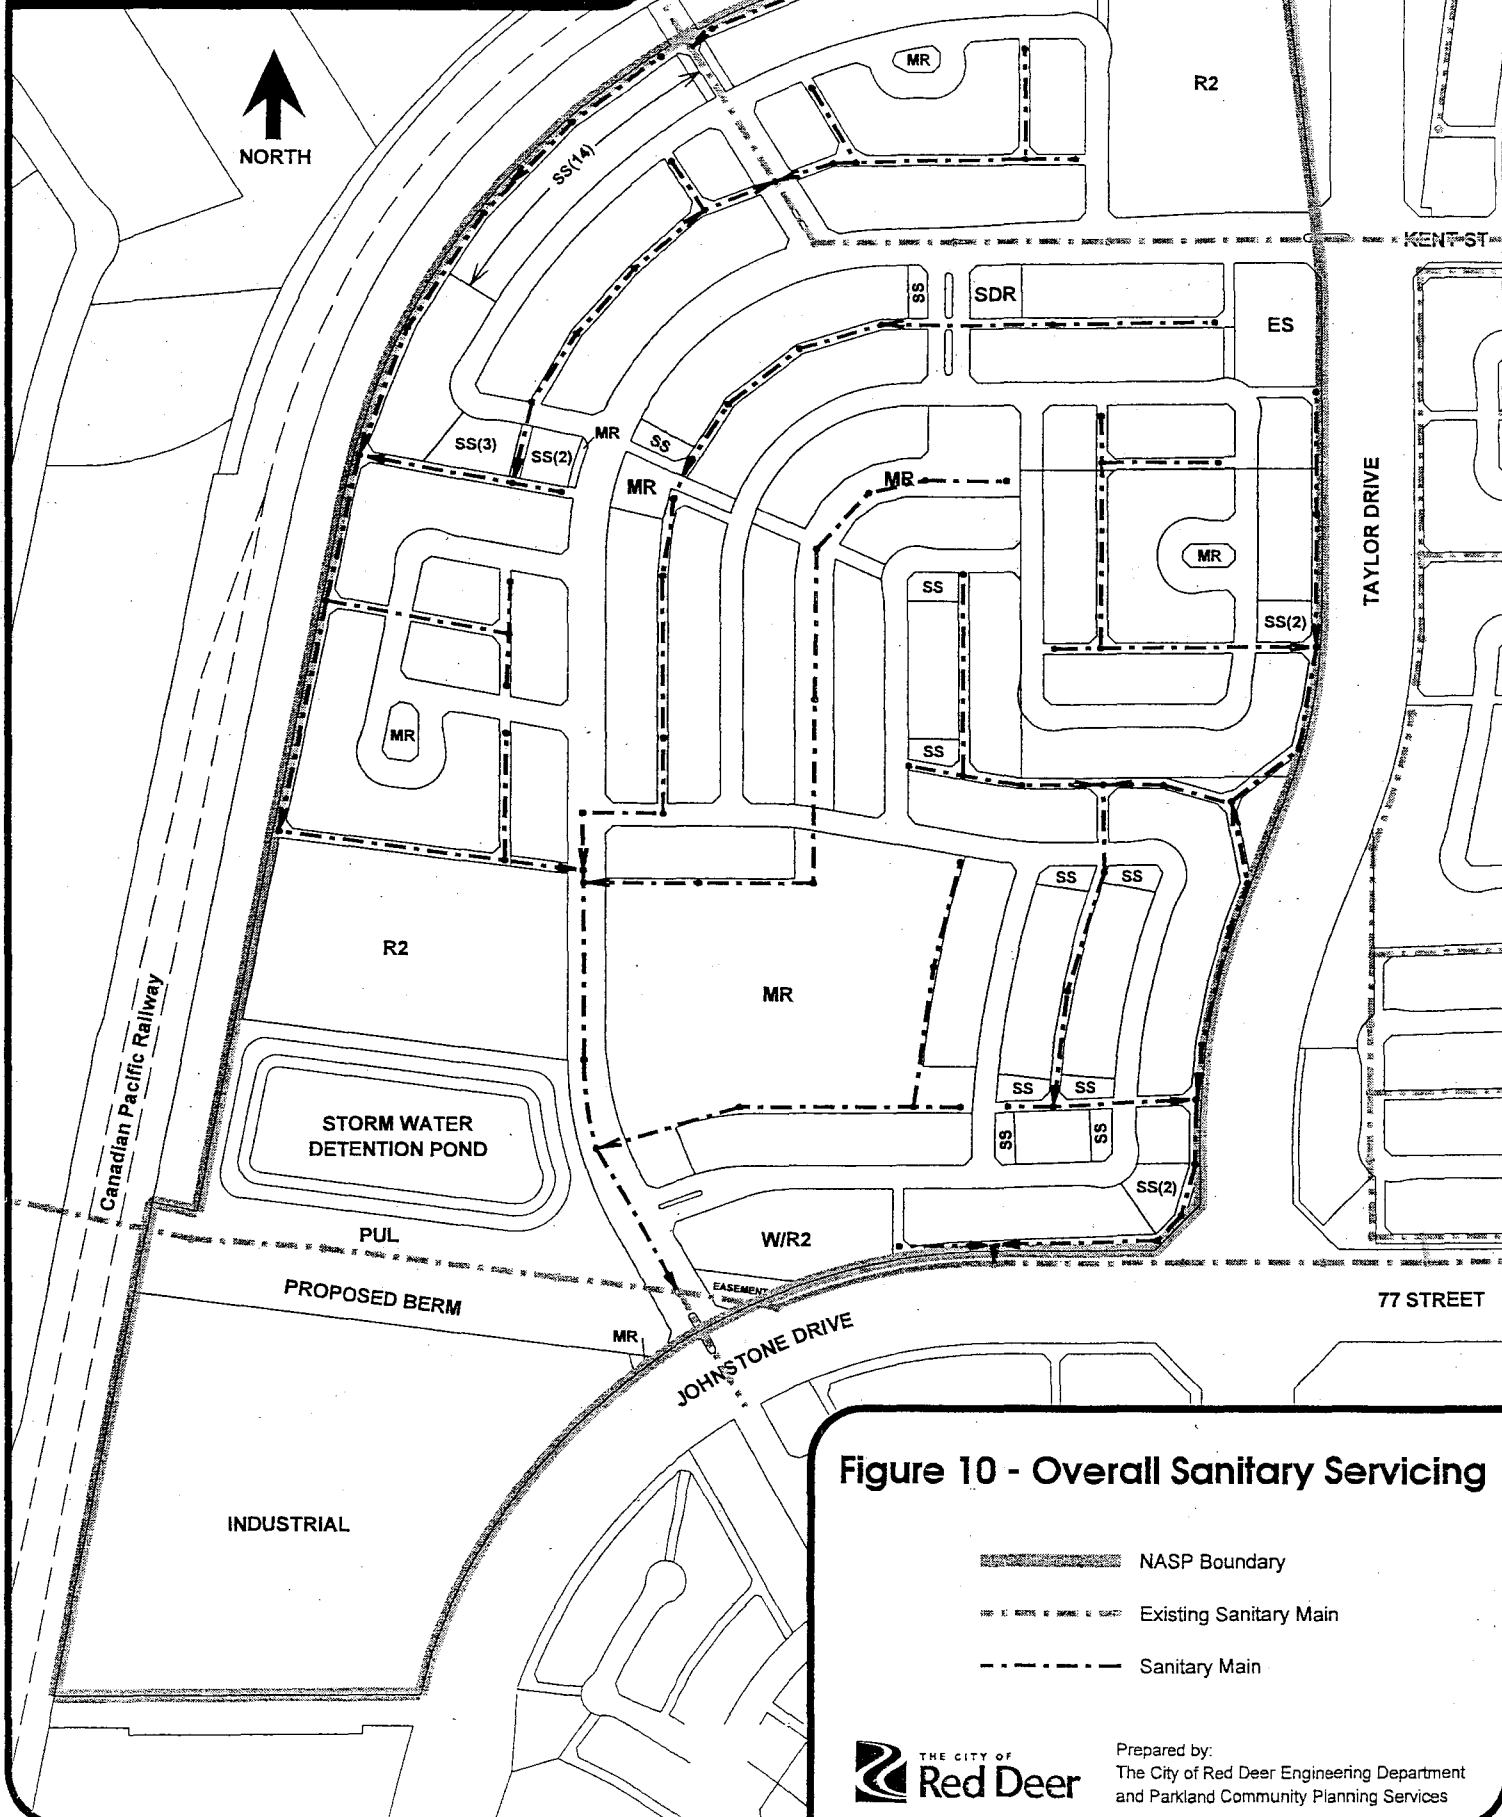 MR
R2
NORTH
SS(14)
KENT ST
SS
SDR
ES
SS(3)
SS(2)
MR
SS
MR
MR
TAYLOR DRIVE
MR
SS
SS(2)
MR
SS
SS
SS
R2
MR
Canadian Pacific Railway
SS
SS
STORM WATER
DETENTION POND
SS
SS
SS(2)
PUL
W/R2
EASEMENT
PROPOSED BERM
77 STREET
MR
JOHNSTONE DRIVE
INDUSTRIAL
Figure 10 - Overall Sanitary Servicing
NASP Boundary
Existing Sanitary Main
Sanitary Main
THE CITY OF
Red Deer
Prepared by:
The City of Red Deer Engineering Department
and Parkland Community Planning Services